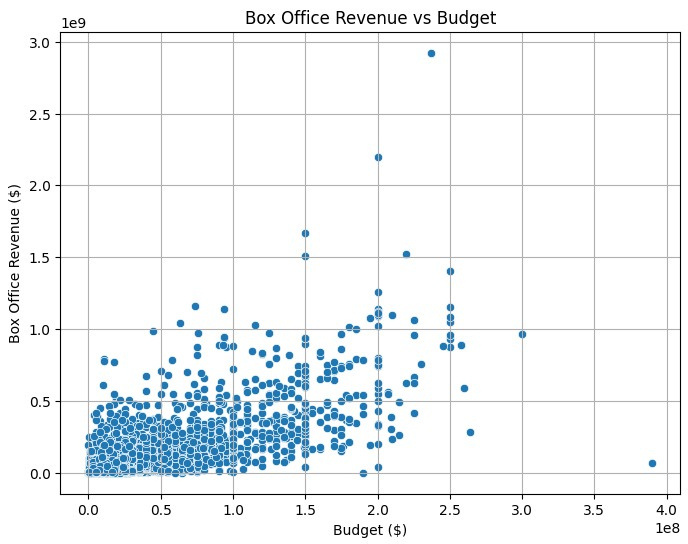 Box Office Revenue vs Budget
1e9
3.0
2.5
2.0
1.5
1.0
0.5
0.0
Box Office Revenue ($)
0.0 0.5 1.0 1.5 2.0 2.5 3.0 3.5 4.0
1e8
Budget ($)